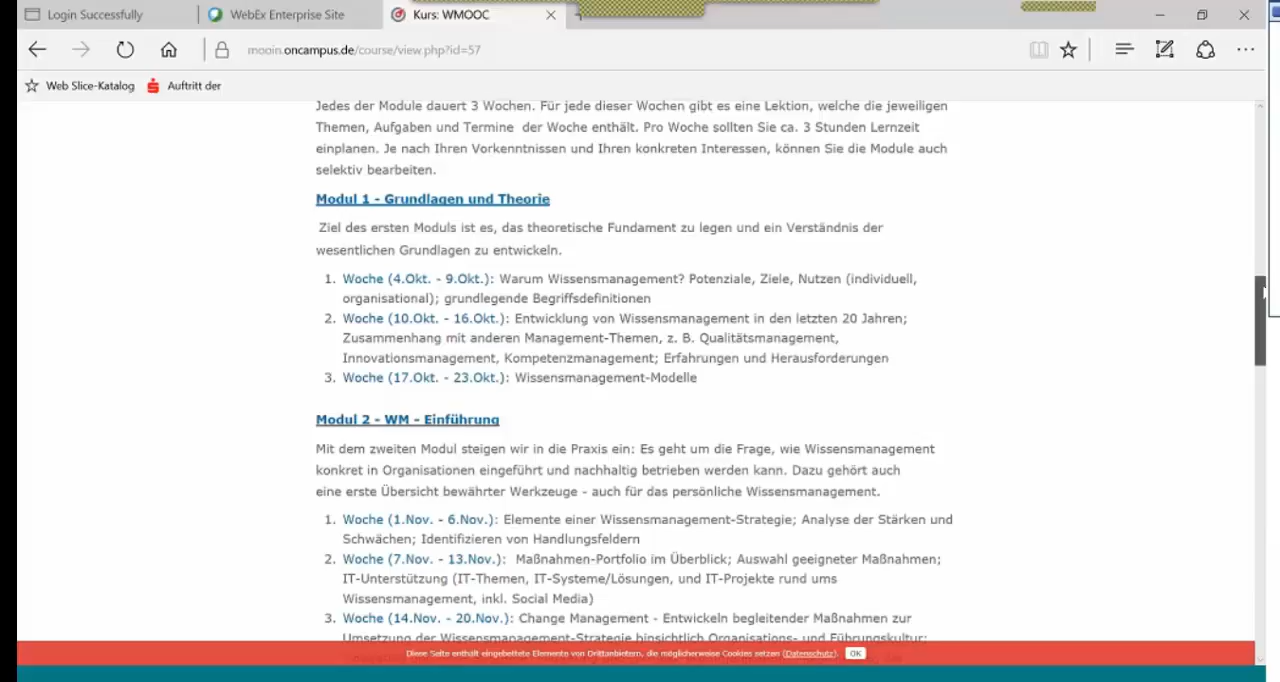 Login Successfully
WebEx Enterprise Site
Kurs: WMOOC
mooin.oncampus.de/course/view.php?id=57
Web Slice-Katalog
Auftritt der
Jedes der Module dauert 3 Wochen. Für jede dieser Wochen gibt es eine Lektion, welche die jeweiligen
Themen, Aufgaben und Termine der Woche enthält. Pro Woche sollten Sie ca. 3 Stunden Lernzeit
einplanen. Je nach Ihren Vorkenntnissen und Ihren konkreten Interessen, können Sie die Module auch
selektiv bearbeiten.
Modul 1 - Grundlagen und Theorie
Ziel des ersten Moduls ist es, das theoretische Fundament zu legen und ein Verständnis der
wesentlichen Grundlagen zu entwickeln.
1. Woche (4.Okt. - 9.Okt.): Warum Wissensmanagement? Potenziale, Ziele, Nutzen (individuell,
organisational); grundlegende Begriffsdefinitionen
2. Woche (10.Okt. - 16.Okt.): Entwicklung von Wissensmanagement in den letzten 20 Jahren;
Zusammenhang mit anderen Management-Themen, z. B. Qualitätsmanagement,
Innovationsmanagement, Kompetenzmanagement; Erfahrungen und Herausforderungen
3. Woche (17.Okt. - 23.Okt.): Wissensmanagement-Modelle
Modul 2 - WM - Einführung
Mit dem zweiten Modul steigen wir in die Praxis ein: Es geht um die Frage, wie Wissensmanagement
konkret in Organisationen eingeführt und nachhaltig betrieben werden kann. Dazu gehört auch
eine erste Übersicht bewährter Werkzeuge - auch für das persönliche Wissensmanagement.
1. Woche (1.Nov. - 6.Nov.): Elemente einer Wissensmanagement-Strategie; Analyse der Stärken und
Schwächen; Identifizieren von Handlungsfeldern
2. Woche (7.Nov. - 13.Nov.): Maßnahmen-Portfolio im Überblick; Auswahl geeigneter Maßnahmen;
IT-Unterstützung (IT-Themen, IT-Systeme/Lösungen, und IT-Projekte rund ums
Wissensmanagement, inkl. Social Media)
3. Woche (14.Nov. - 20.Nov.): Change Management - Entwickeln begleitender Maßnahmen zur
Umsetzung der Wissensmanagement-Strategie hinsichtlich Organisations- und Führungskultur;
Diese Seite enthält eingebettete Elemente von Drittanbietern, die möglicherweise Cookies setzen (Datenschutz). OK